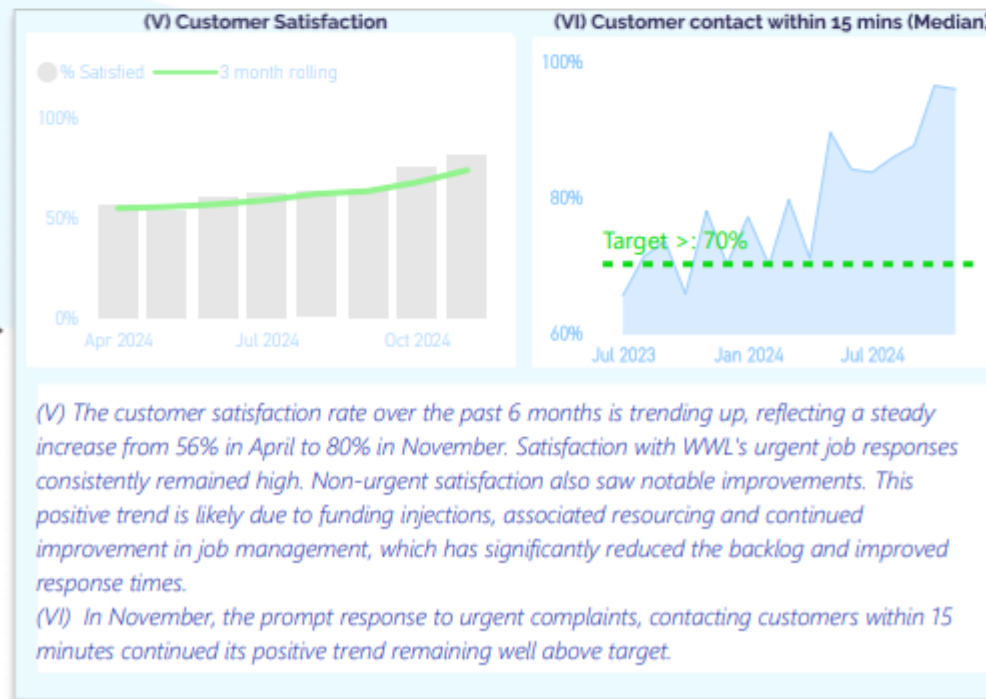 (V) Customer Satisfaction
% Satisfied
3 month rolling
100%
50%
0%
Apr 2024
Jul 2024
Oct 2024
(VI) Customer contact within 15 mins (Median)
100%
80%
Target >: 70%
60%
Jul 2023
Jan 2024
Jul 2024
(V) The customer satisfaction rate over the past 6 months is trending up, reflecting a steady
increase from 56% in April to 80% in November. Satisfaction with WWL's urgent job responses
consistently remained high. Non-urgent satisfaction also saw notable improvements. This
positive trend is likely due to funding injections, associated resourcing and continued
improvement in job management, which has significantly reduced the backlog and improved
response times.
(VI) In November, the prompt response to urgent complaints, contacting customers within 15
minutes continued its positive trend remaining well above target.